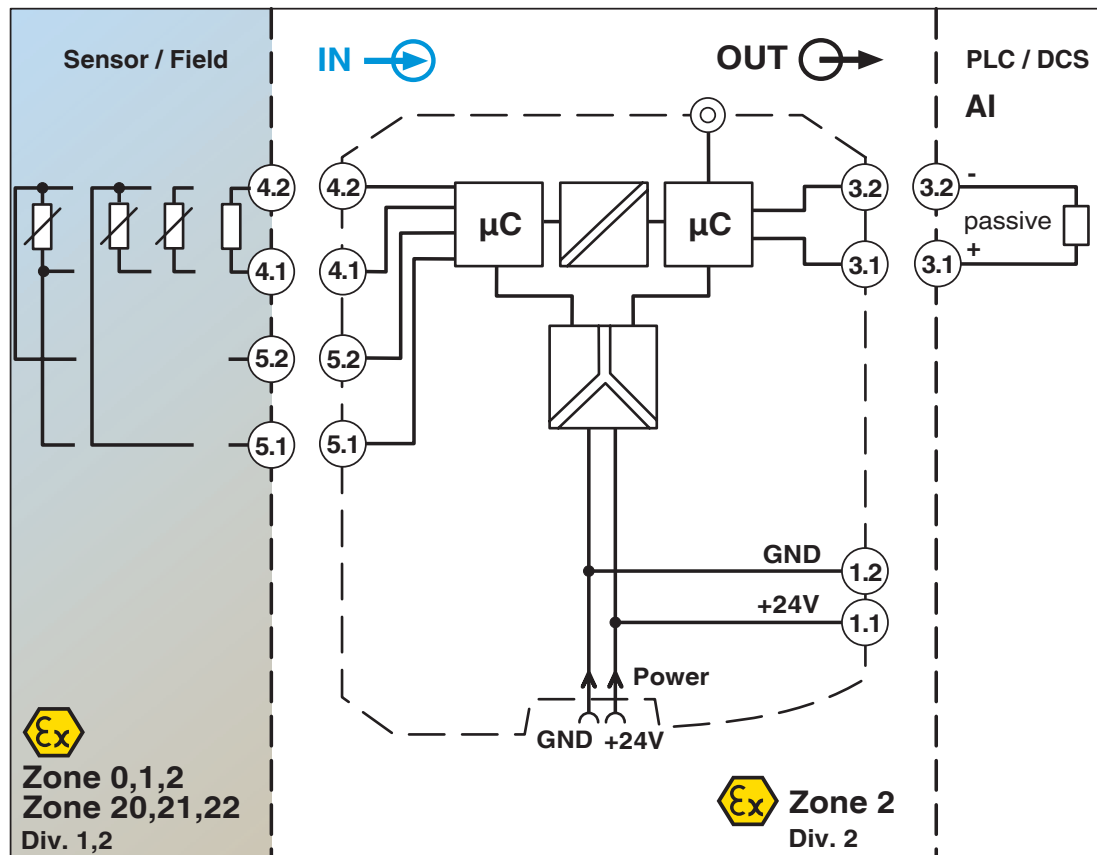 Sensor / Field
IN
OUT
PLC / DCS
AI
4.2
4.2
3.2
3.2
-
µC
µC
passive
4.1
4.1
3.1
3.1
+
5.2
5.2
5.1
5.1
GND
1.2
+24V
1.1
Power
GND
+24V
Ex
Zone 0,1,2
Zone 20,21,22
Div. 1,2
Ex
Zone 2
Div. 2